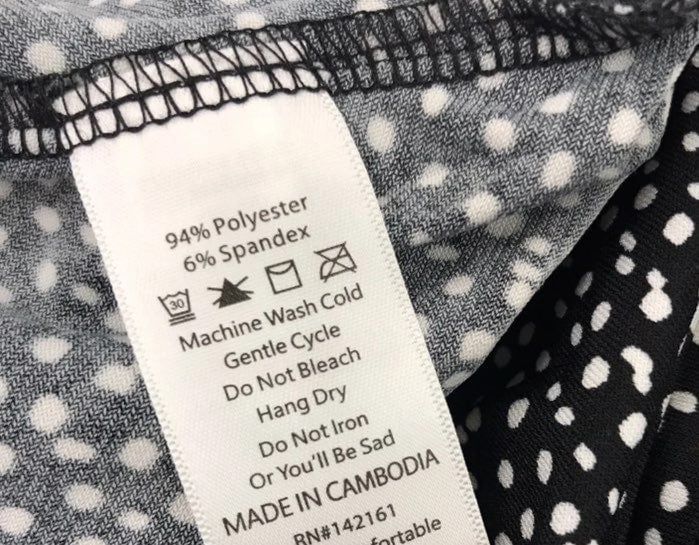 94% Polyester
6% Spandex
30
Machine Wash Cold
Gentle Cycle
Do Not Bleach
Hang Dry
Do Not Iron
Or You'll Be Sad
MADE IN CAMBODIA
RN#142161